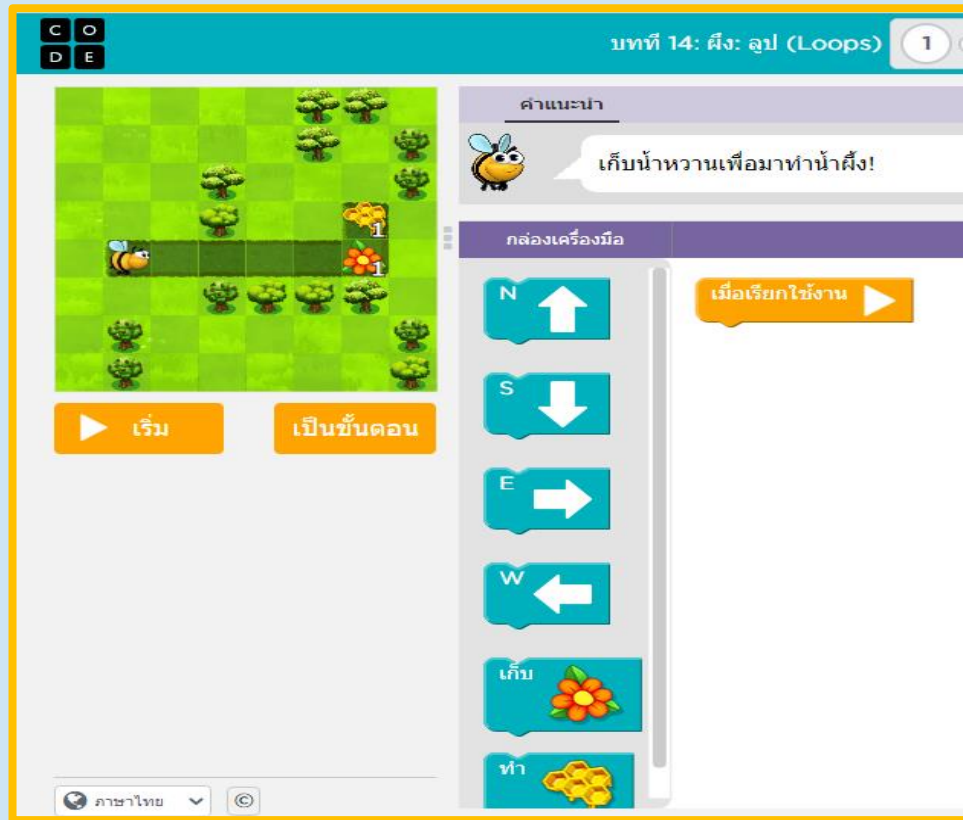 CODE
บทที่ 14: ผึ้ง: ลูป (Loops) 1
คำแนะนำ
เก็บน้ำหวานเพื่อมาทำน้ำผึ้ง!
กล่องเครื่องมือ
เมื่อเรียกใช้งาน
1
1
N
S
E
W
เก็บ
ทำ
เริ่ม
เป็นขั้นตอน
ภาษาไทย
©